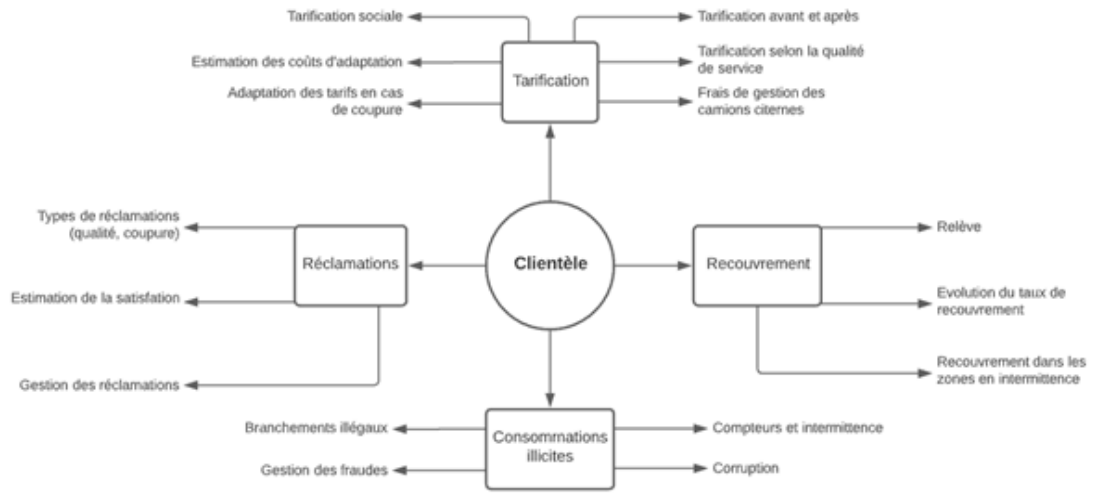 Tarification sociale
Tarification avant et après
Estimation des coûts d'adaptation
Tarification
Tarification selon la qualité
de service
Adaptation des tarifs en cas
de coupure
Frais de gestion des
camions citernes
Types de réclamations
(qualité, coupure)
Réclamations
Clientèle
Recouvrement
Relève
Estimation de la satisfation
Evolution du taux de
recouvrement
Gestion des réclamations
Recouvrement dans les
zones en intermittence
Branchements illégaux
Consommnations
illicites
Compteurs et intermittence
Gestion des fraudes
Corruption